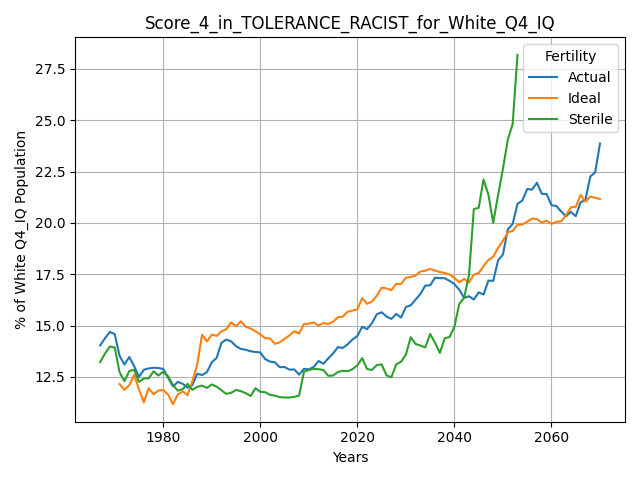 Score_4_in_TOLERANCE_RACIST_for_White_Q4_IQ
Fertility
Actual
Ideal
Sterile
% of White Q4_IQ Population
27.5
25.0
22.5
20.0
17.5
15.0
12.5
1980
2000
2020
2040
2060
Years